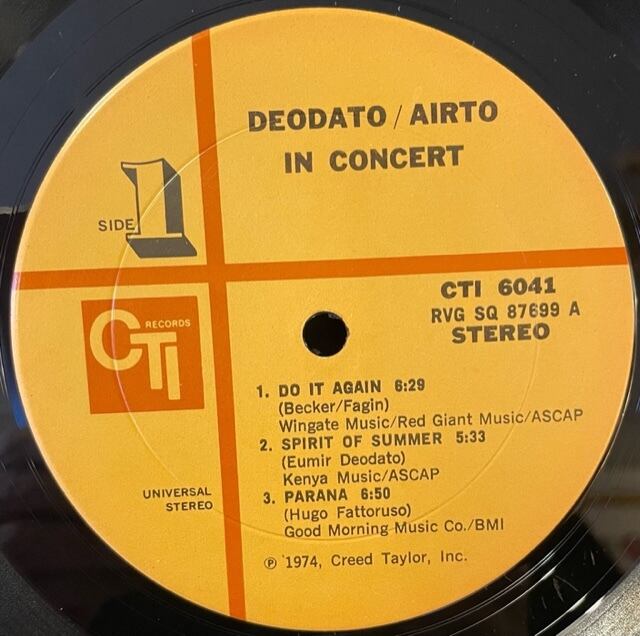 DEODATO / AIRTO
IN CONCERT
SIDE 1
CTI 6041
RVG SQ 87699 A
STEREO
CTI RECORDS
1. DO IT AGAIN 6:29
(Becker/Fagin)
Wingate Music/Red Giant Music/ASCAP
2. SPIRIT OF SUMMER 5:33
(Eumir Deodato)
Kenya Music/ASCAP
3. PARANA 6:50
(Hugo Fattoruso)
Good Morning Music Co./BMI
UNIVERSAL
STEREO
℗ '1974, Creed Taylor, Inc.